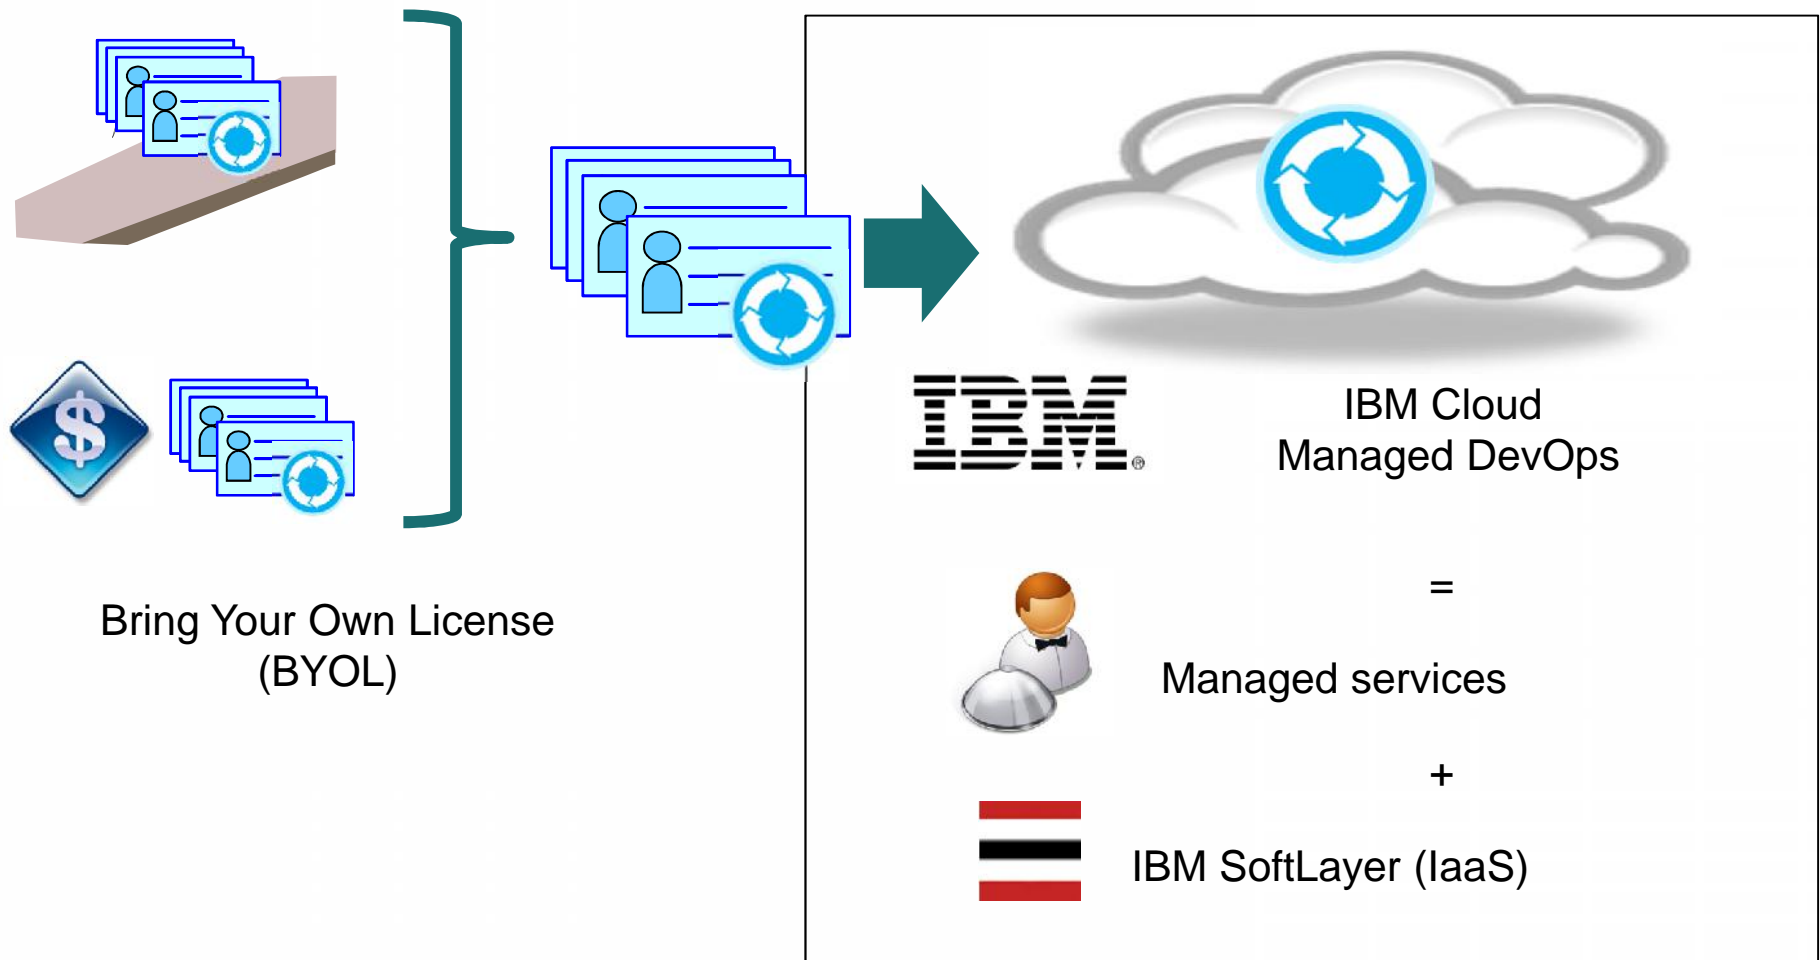 $
Bring Your Own License
(BYOL)
IBM®
IBM Cloud
Managed DevOps
=
Managed services
+
IBM SoftLayer (IaaS)